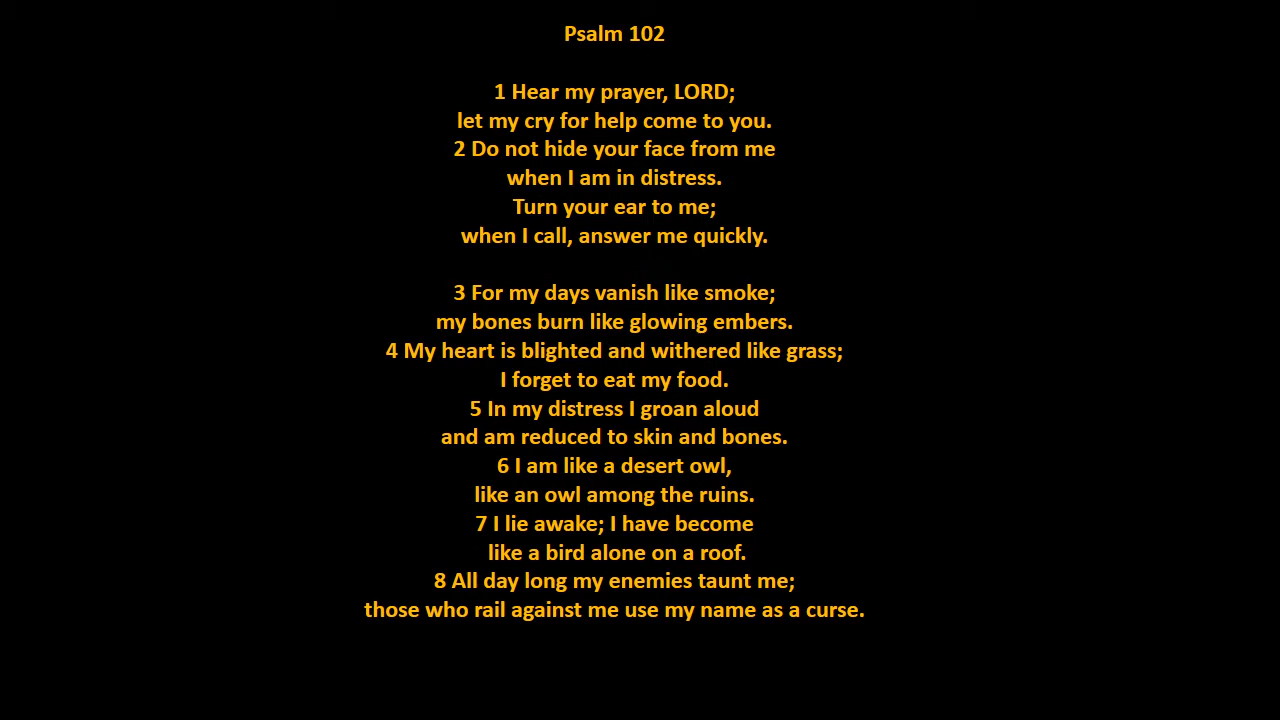 Psalm 102
1 Hear my prayer, LORD;
let my cry for help come to you.
2 Do not hide your face from me
when I am in distress.
Turn your ear to me;
when I call, answer me quickly.
3 For my days vanish like smoke;
my bones burn like glowing embers.
4 My heart is blighted and withered like grass;
I forget to eat my food.
5 In my distress I groan aloud
and am reduced to skin and bones.
6 I am like a desert owl,
like an owl among the ruins.
7 I lie awake; I have become
like a bird alone on a roof.
8 All day long my enemies taunt me;
those who rail against me use my name as a curse.